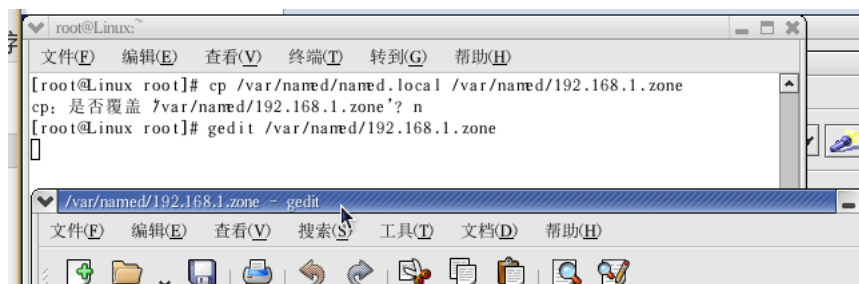 root@Linux:~
文件(F) 编辑(E) 查看(V) 终端(T) 转到(G) 帮助(H)
[root@Linux root]# cp /var/named/named.local /var/named/192.168.1.zone
cp: 是否覆盖 '/var/named/192.168.1.zone'? n
[root@Linux root]# gedit /var/named/192.168.1.zone
/var/named/192.168.1.zone - gedit
文件(F) 编辑(E) 查看(V) 搜索(S) 工具(T) 文档(D) 帮助(H)